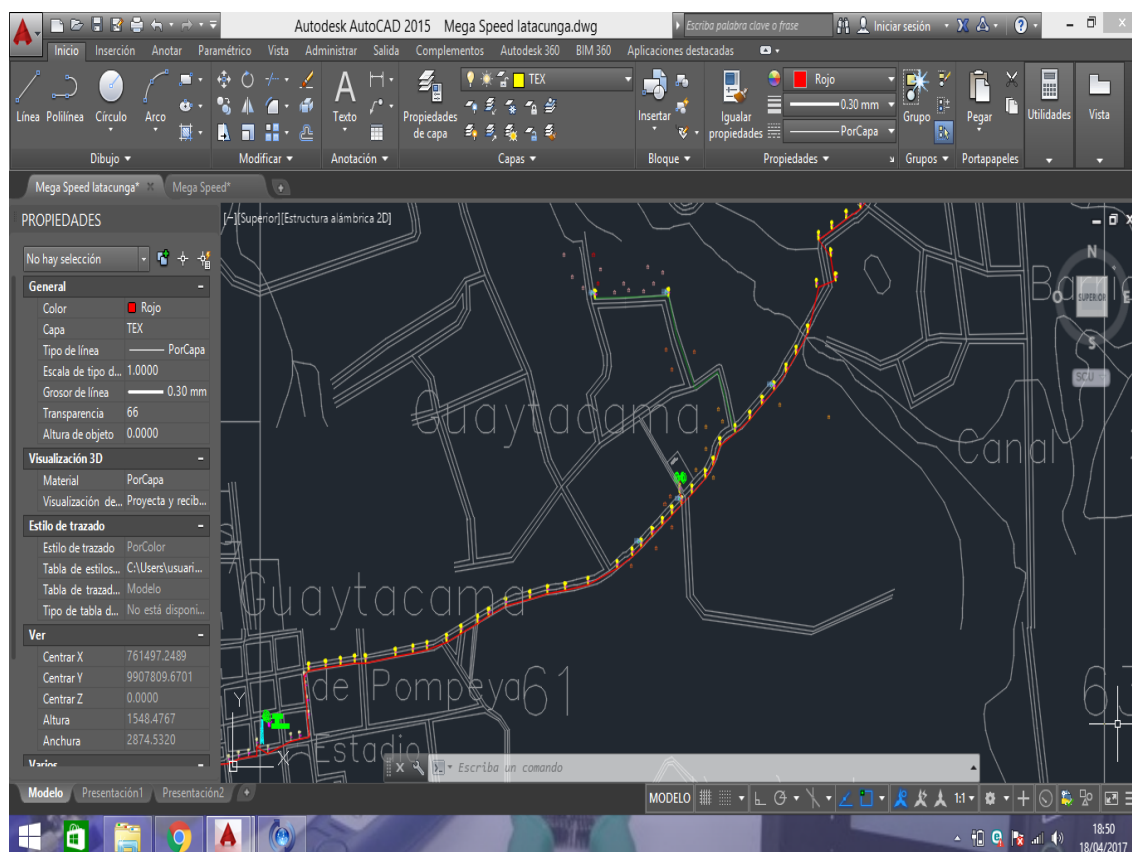 Autodesk AutoCAD 2015 Mega Speed latacunga.dwg
Escriba palabra clave o frase
Iniciar sesión
Inicio Inserción Anotar Paramétrico Vista Administrar Salida Complementos Autodesk 360 BIM 360 Aplicaciones destacadas
Línea Polilínea Círculo Arco
Texto
Propiedades de capa
TEX
Insertar
Igualar propiedades
Rojo
0.30 mm
PorCapa
Grupo
Pegar
Utilidades
Vista
Dibujo Modificar Anotación Capas Bloque Propiedades Grupos Portapapeles
Mega Speed latacunga* Mega Speed*
PROPIEDADES
[−][Superior][Estructura alámbrica 2D]
No hay selección
General
Color Rojo
Capa TEX
Tipo de línea PorCapa
Escala de tipo d... 1.0000
Grosor de línea 0.30 mm
Transparencia 66
Altura de objeto 0.0000
Visualización 3D
Material PorCapa
Visualización de... Proyecta y recib...
Estilo de trazado
Estilo de trazado PorColor
Tabla de estilos... C:\Users\usuari...
Tabla de trazad... Modelo
Tipo de tabla d... No está disponi...
Ver
Centrar X 761497.2489
Centrar Y 9907809.6701
Centrar Z 0.0000
Altura 1548.4767
Anchura 2874.5320
Varios
N
O SUPERIOR E
S
SCU
Guaytacama
Canal
Guaytacama
de Pompeya 61
63
Estadio
Y
X
Escriba un comando
Modelo Presentación1 Presentación2
MODELO
1:1
18:50
18/04/2017